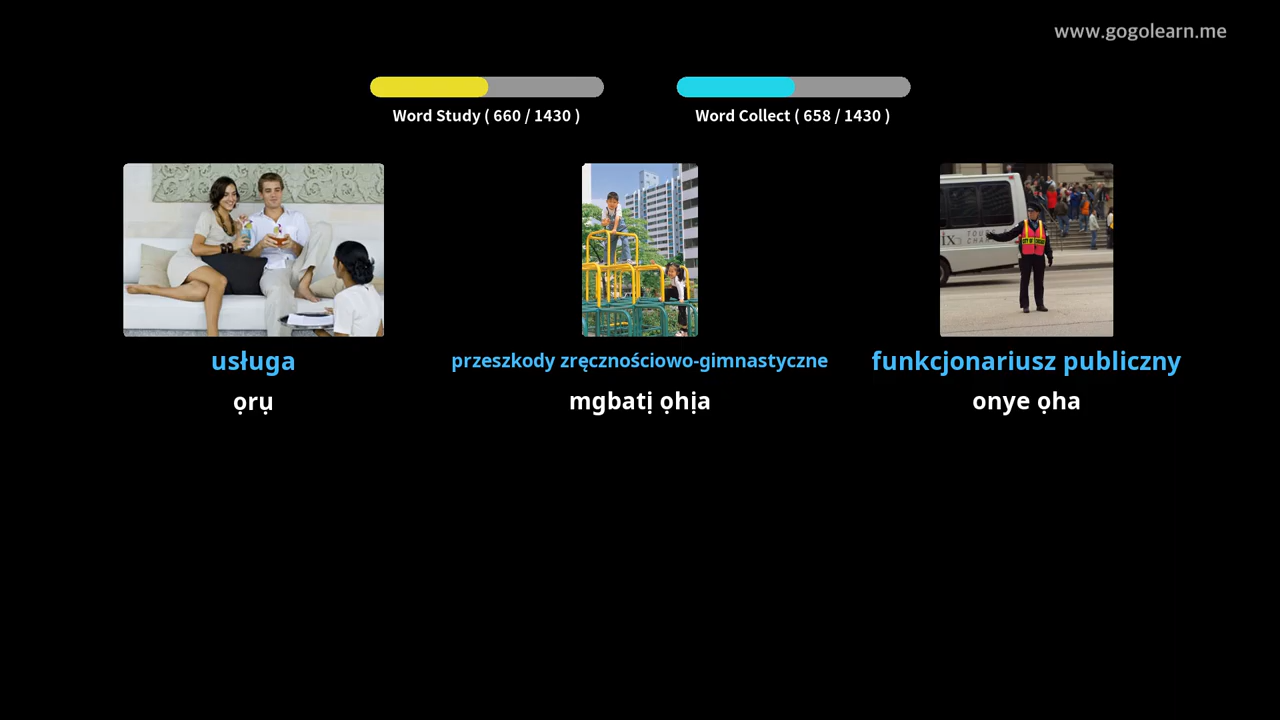 www.gogolearn.me
Word Study ( 660 / 1430 )
Word Collect ( 658 / 1430 )
usługa
przeszkody zręcznościowo-gimnastyczne
funkcjonariusz publiczny
ọrụ
mgbatị ọhịa
onye ọha